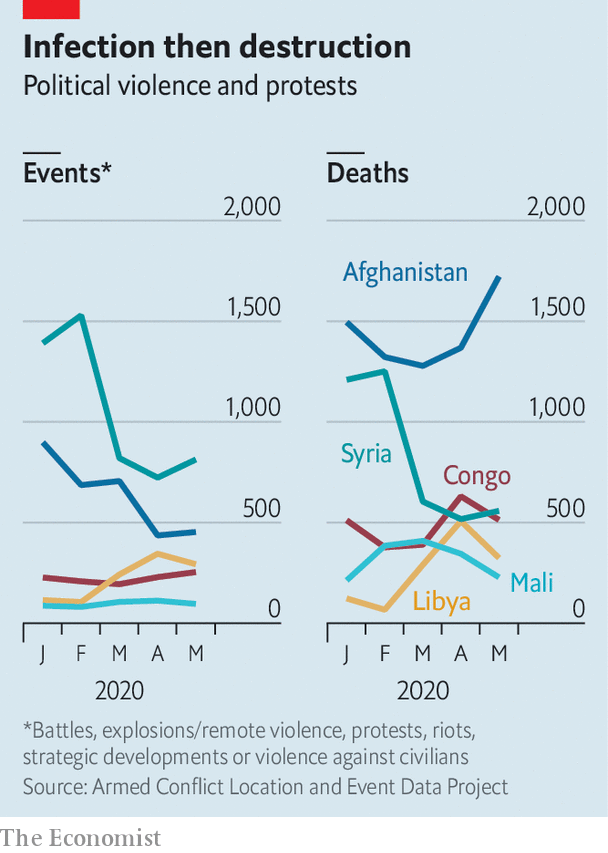 Infection then destruction
Political violence and protests
Events*
2,000
1,500
1,000
500
0
J F M A M
2020
Deaths
2,000
Afghanistan
1,500
1,000
Syria
Congo
500
Mali
Libya
0
J F M A M
2020
*Battles, explosions/remote violence, protests, riots,
strategic developments or violence against civilians
Source: Armed Conflict Location and Event Data Project
The Economist